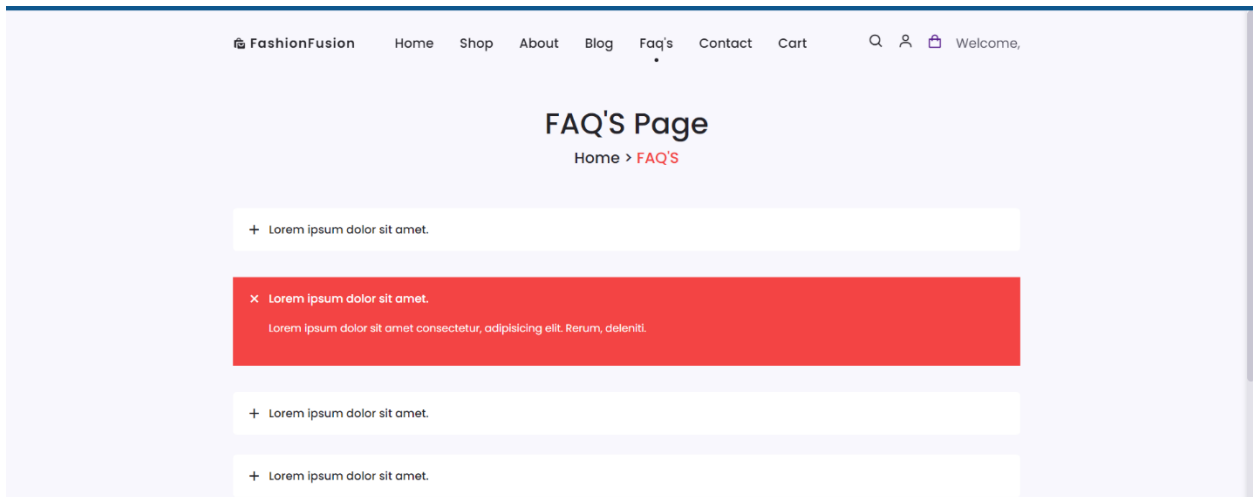 FashionFusion Home Shop About Blog Faq's Contact Cart Welcome,
FAQ'S Page
Home > FAQ'S
+ Lorem ipsum dolor sit amet.
× Lorem ipsum dolor sit amet.
Lorem ipsum dolor sit amet consectetur, adipisicing elit. Rerum, deleniti.
+ Lorem ipsum dolor sit amet.
+ Lorem ipsum dolor sit amet.